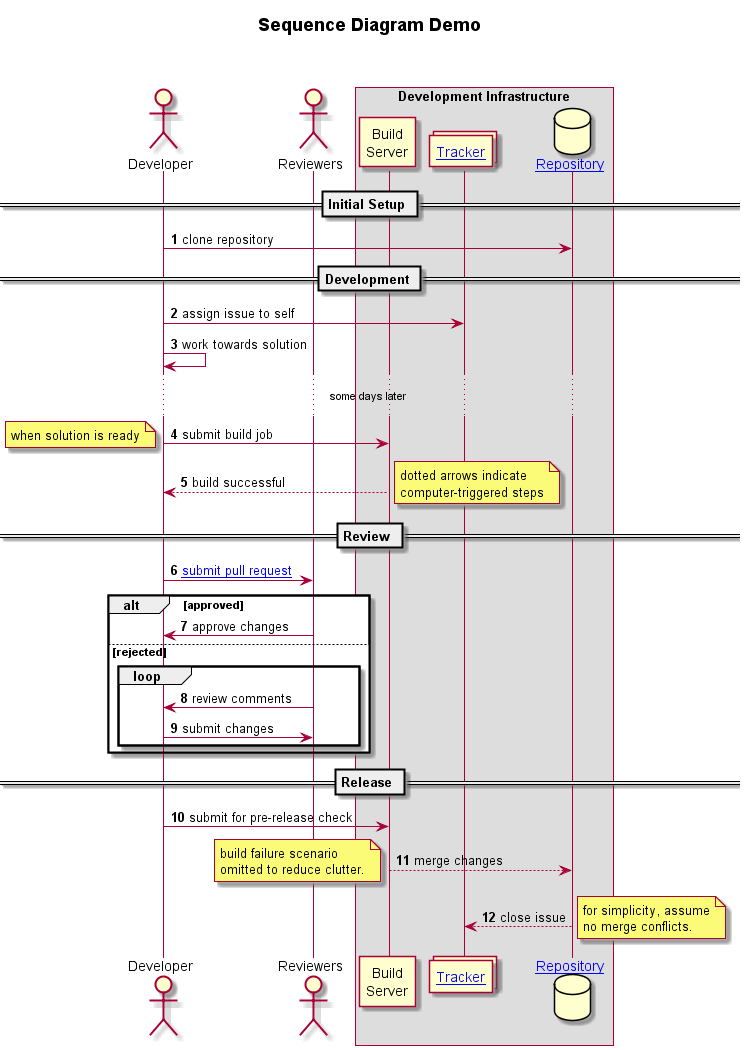 Sequence Diagram Demo
Development Infrastructure
Developer
Reviewers
Build
Server
Tracker
Repository
Initial Setup
1 clone repository
Development
2 assign issue to self
3 work towards solution
some days later
when solution is ready
4 submit build job
5 build successful
dotted arrows indicate
computer-triggered steps
Review
6 submit pull request
alt
[approved]
7 approve changes
[rejected]
loop
8 review comments
9 submit changes
Release
10 submit for pre-release check
build failure scenario
omitted to reduce clutter.
11 merge changes
12 close issue
for simplicity, assume
no merge conflicts.
Developer
Reviewers
Build
Server
Tracker
Repository